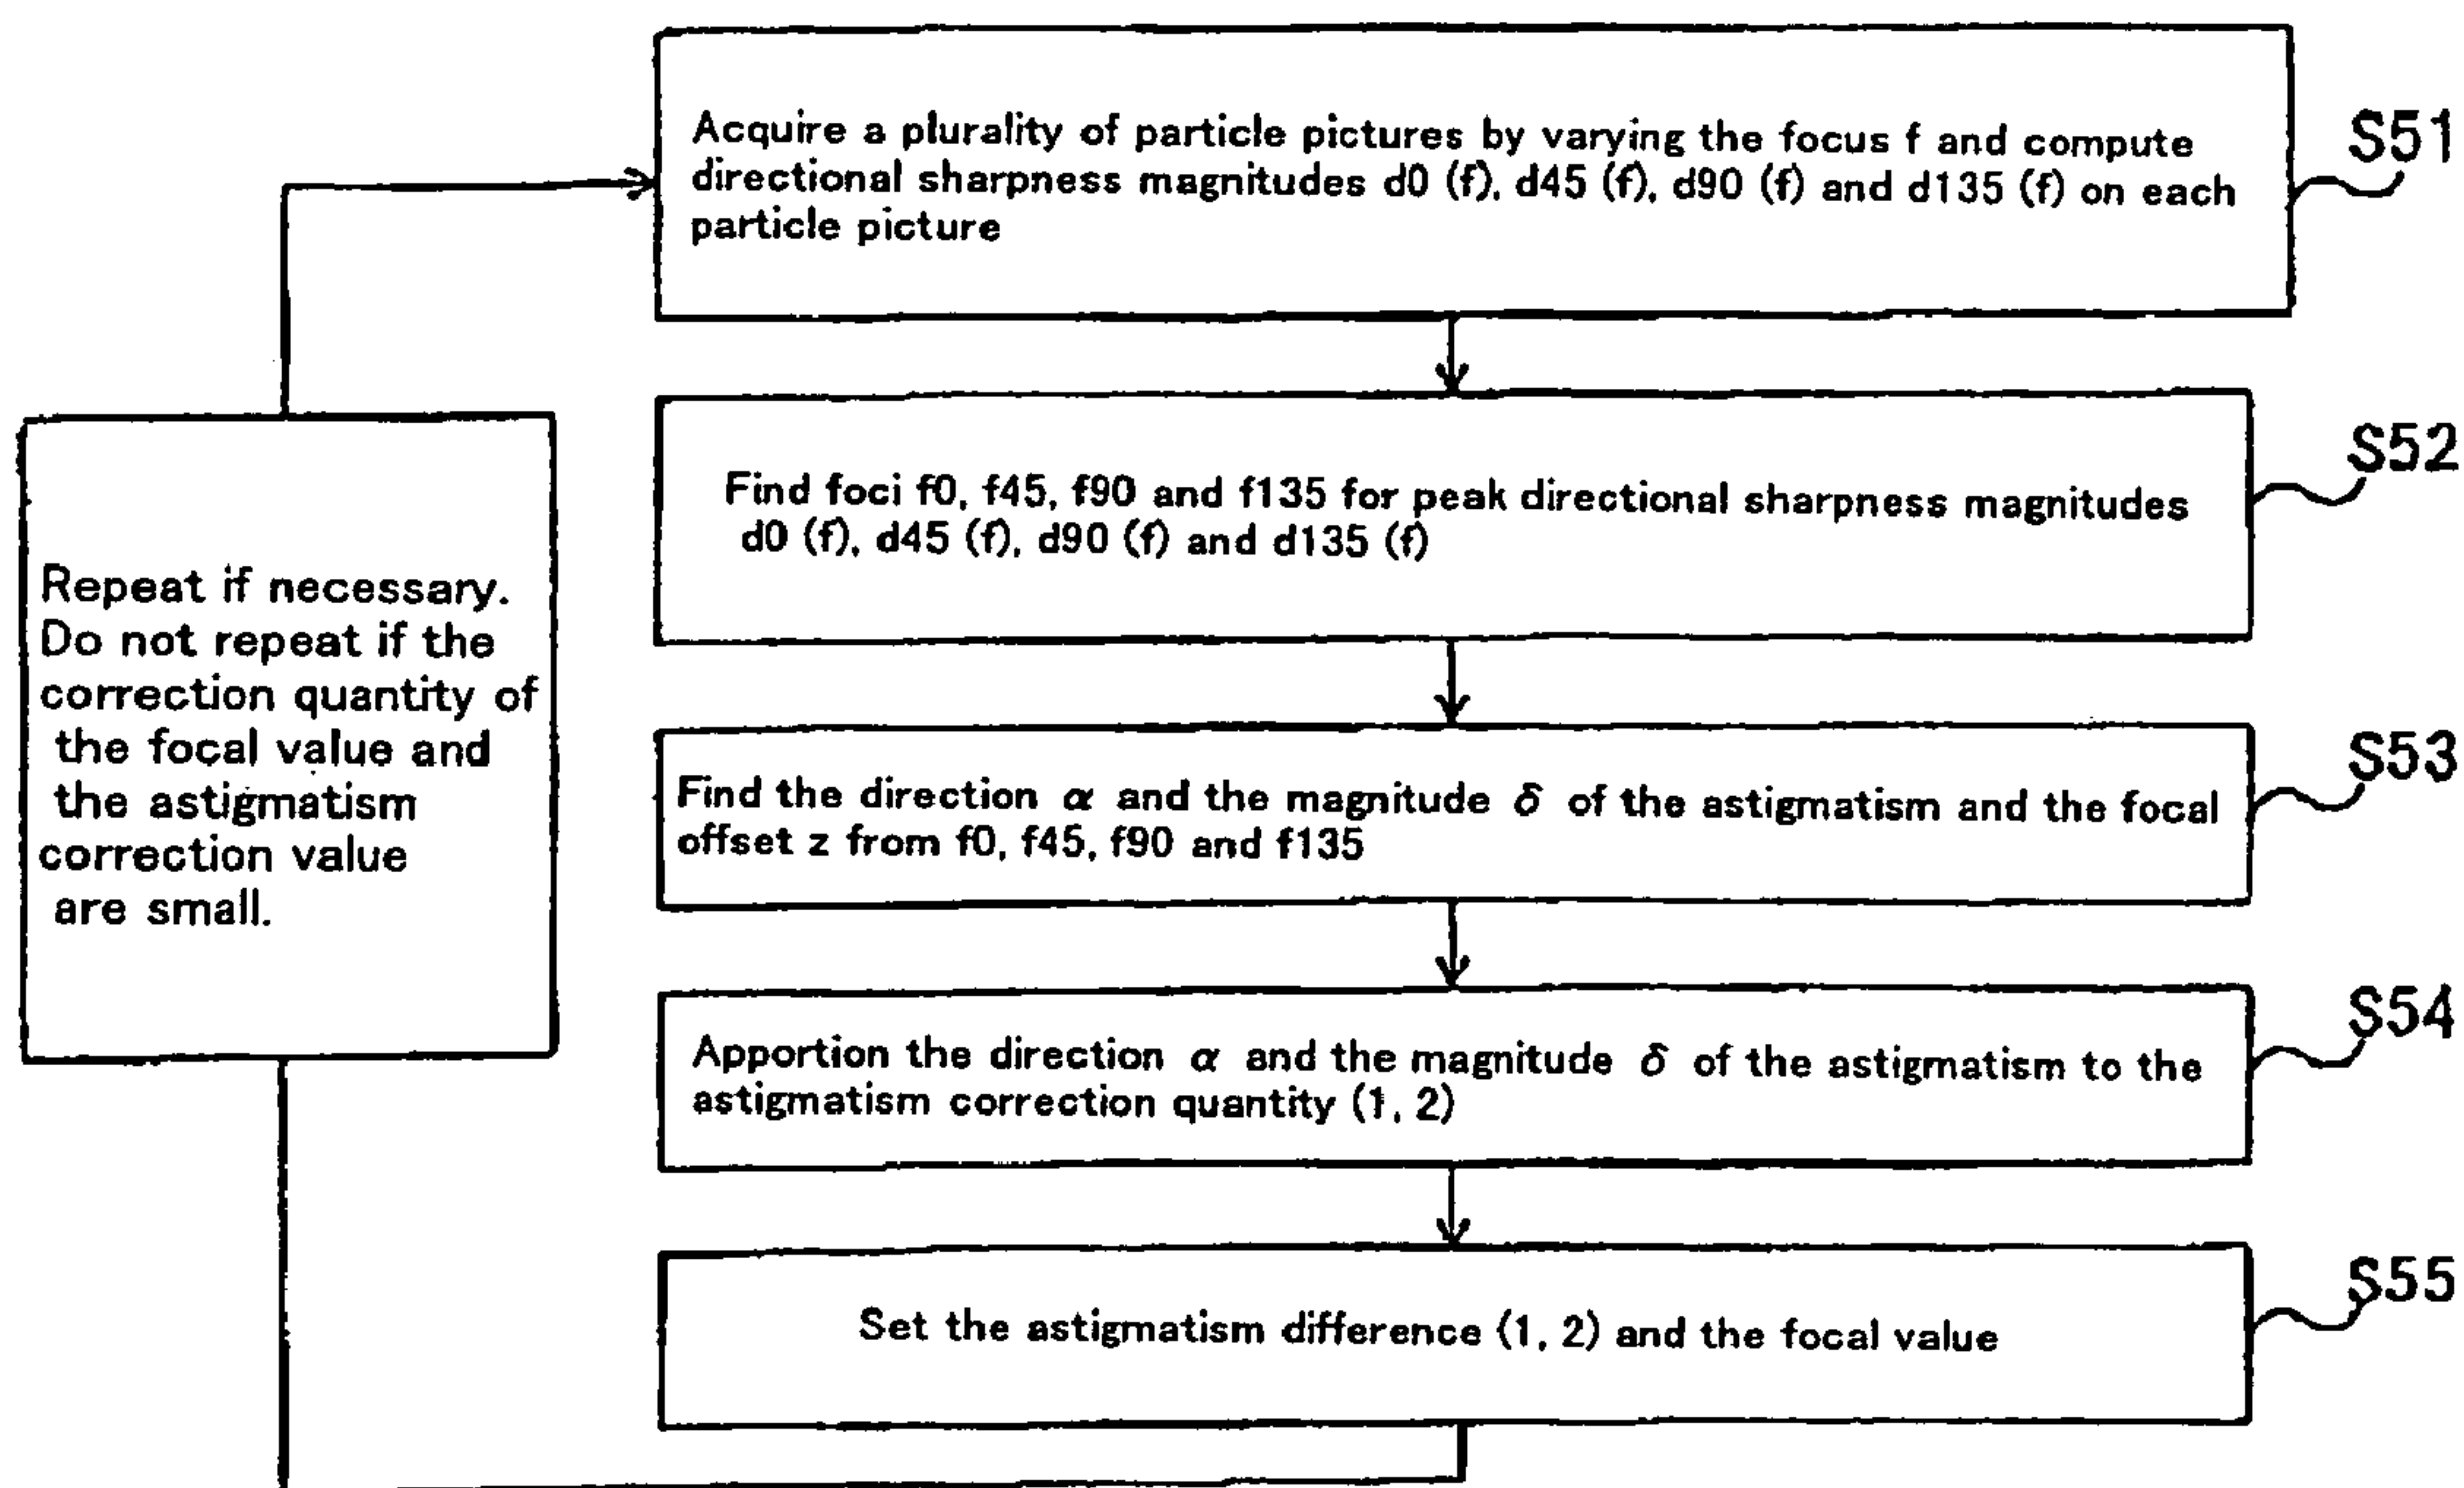 Acquire a plurality of particle pictures by varying the focus f and compute
directional sharpness magnitudes d0 (f), d45 (f), d90 (f) and d135 (f) on each
particle picture
S51
Find foci f0, f45, f90 and f135 for peak directional sharpness magnitudes
d0 (f), d45 (f), d90 (f) and d135 (f)
S52
Repeat if necessary.
Do not repeat if the
correction quantity of
the focal value and
the astigmatism
correction value
are small.
Find the direction α and the magnitude δ of the astigmatism and the focal
offset z from f0, f45, f90 and f135
S53
Apportion the direction α and the magnitude δ of the astigmatism to the
astigmatism correction quantity (1, 2)
S54
Set the astigmatism difference (1, 2) and the focal value
S55